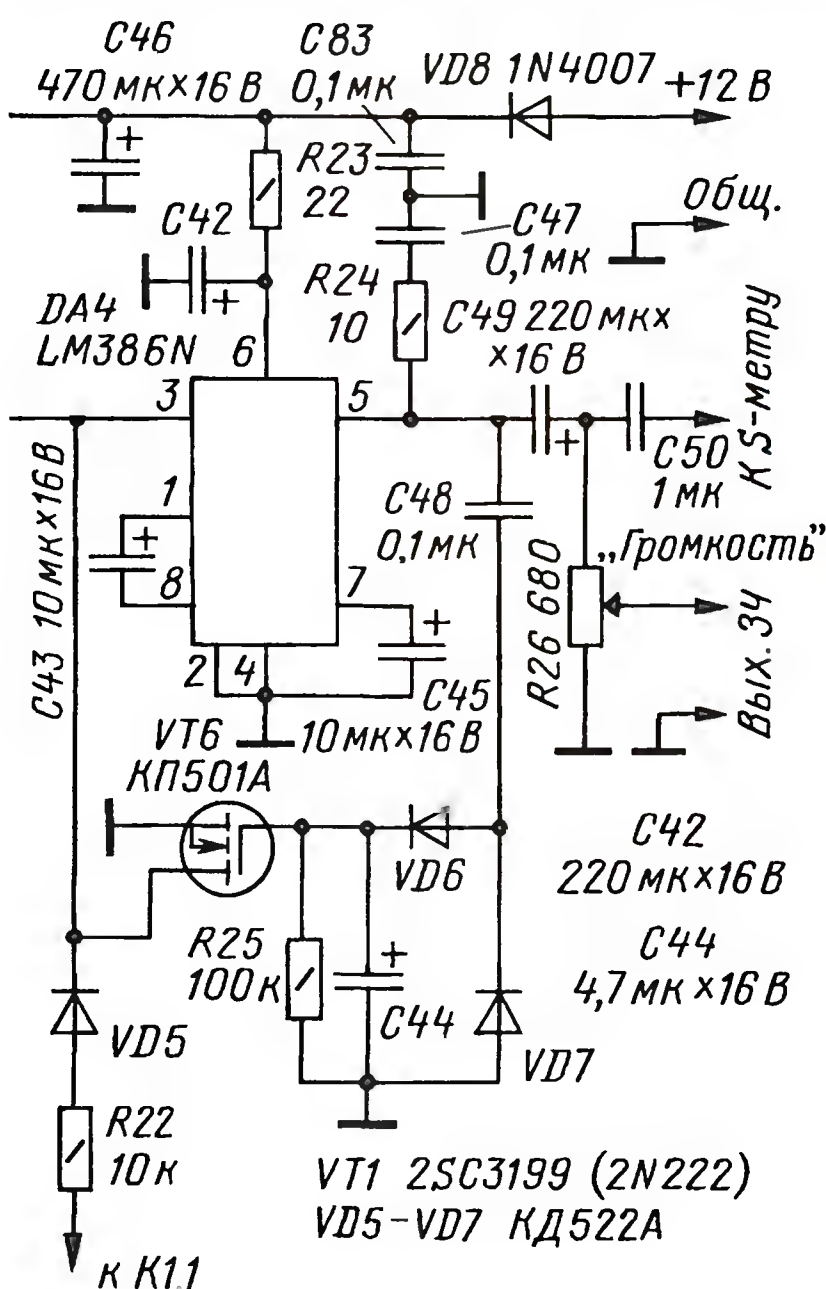 C46
470 мк×16 В
C83
0,1 мк
VD8 1N4007
+12 В
+
R23
22
Общ.
C42
+
C47
0,1 мк
DA4
LM386N
R24
10
C49 220 мк×
×16 В
6
3
5
+
К S-метру
C50
1 мк
1
+
8
C43 10 мк×16 В
C48
0,1 мк
„Громкость"
7
+
R26 680
2
4
C45
10 мк×16 В
Вых. ЗЧ
VT6
КП501А
VD6
C42
220 мк×16 В
R25
100 к
+
C44
C44
4,7 мк×16 В
VD5
VD7
R22
10 к
VT1 2SC3199 (2N222)
VD5-VD7 КД522А
к К1.1